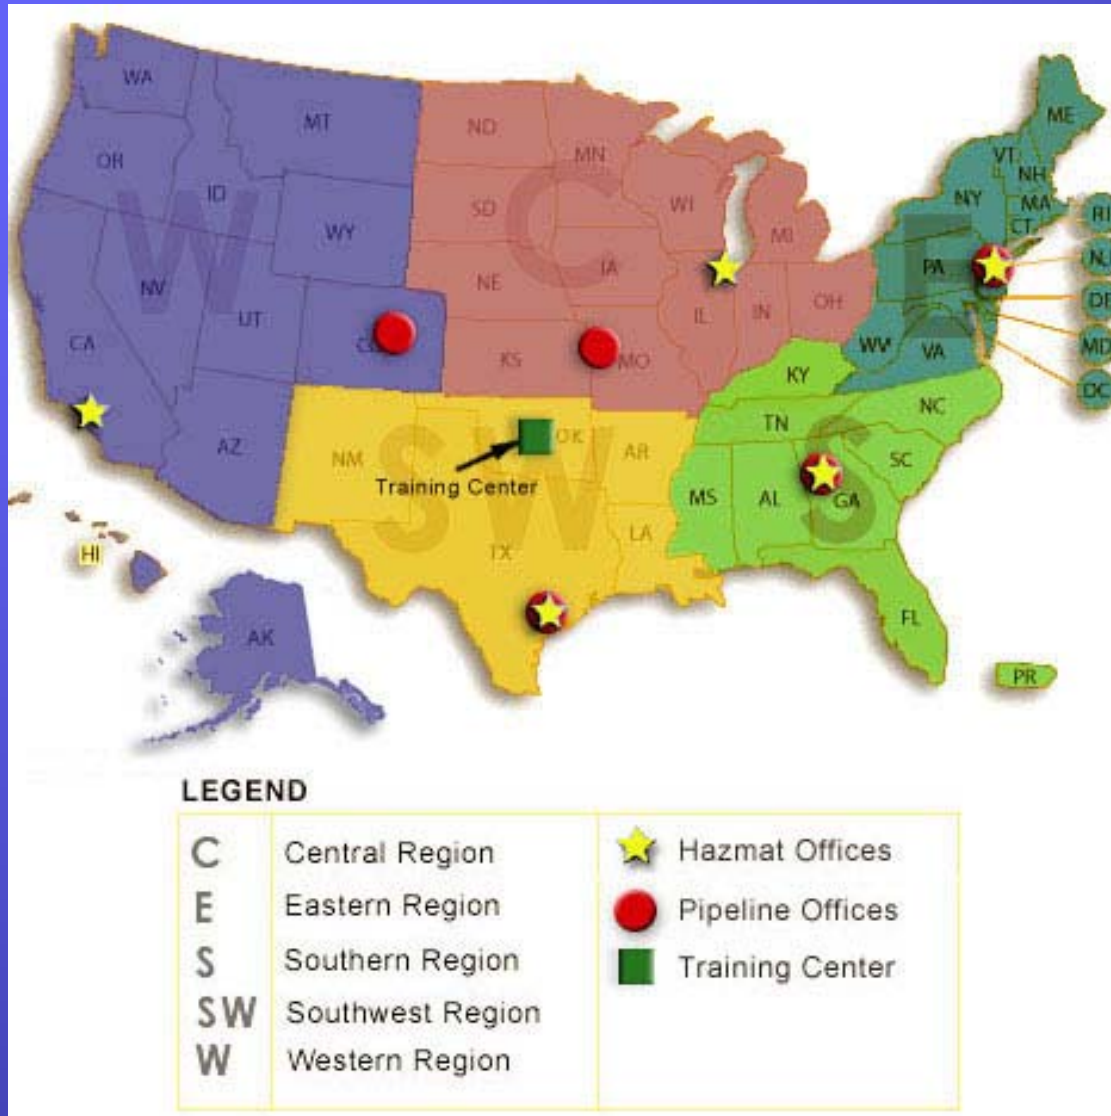 WA
MT
ND
MN
ME
OR
ID
VT
NH
W
C
SD
WI
NY
MA
RI
WY
MI
CT
E
NV
NE
IA
PA
UT
IL
IN
OH
CA
KS
MO
WV
VA
MD
DC
KY
NC
TN
AZ
NM
OK
AR
SC
SW
S
Training Center
MS
AL
GA
TX
LA
HI
FL
AK
PR
LEGEND
C Central Region
E Eastern Region
S Southern Region
SW Southwest Region
W Western Region
Hazmat Offices
Pipeline Offices
Training Center